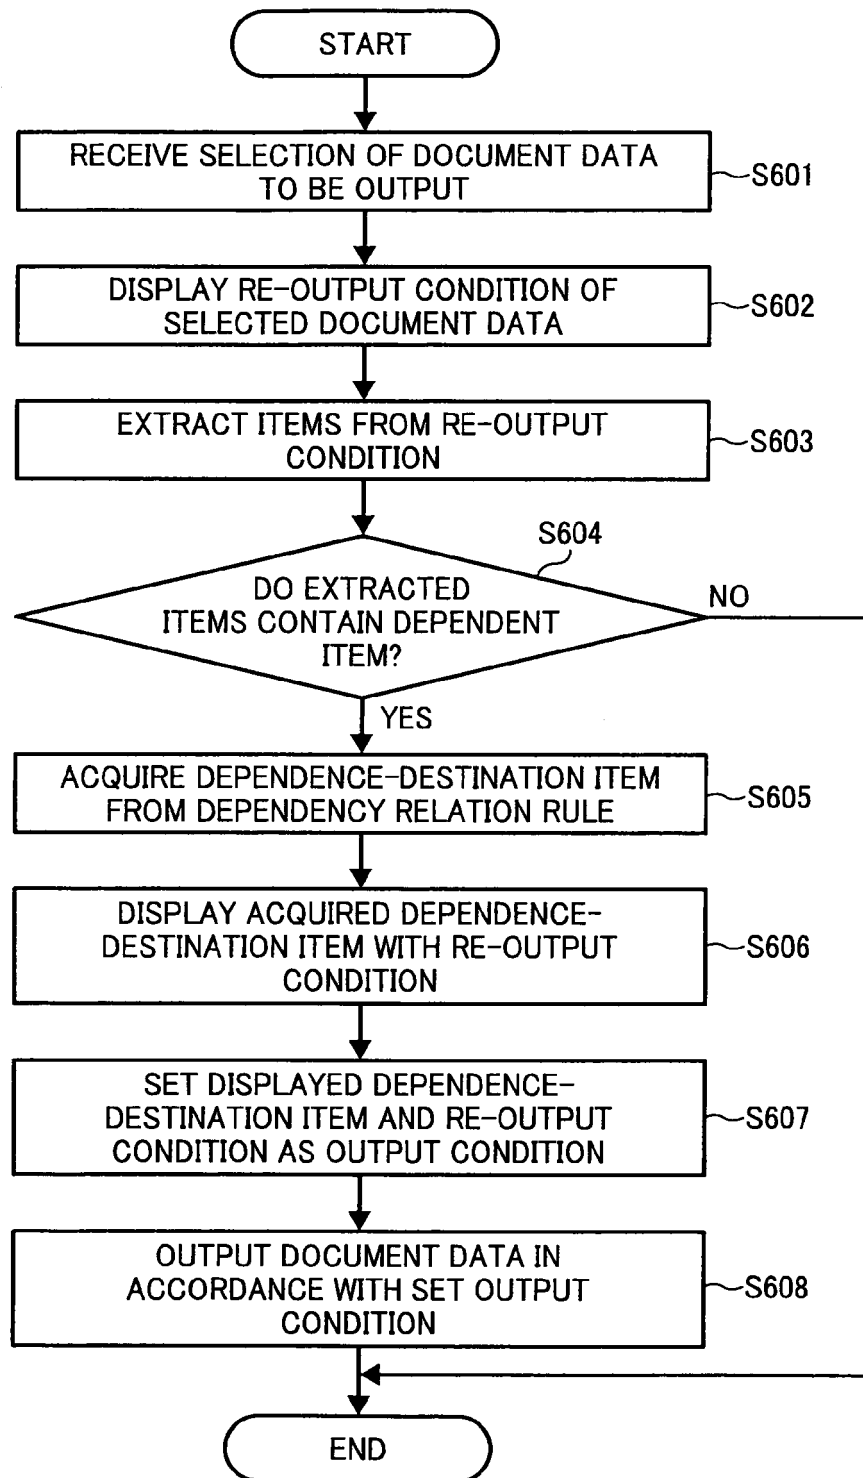 START
RECEIVE SELECTION OF DOCUMENT DATA
TO BE OUTPUT
S601
DISPLAY RE-OUTPUT CONDITION OF
SELECTED DOCUMENT DATA
S602
EXTRACT ITEMS FROM RE-OUTPUT
CONDITION
S603
S604
DO EXTRACTED
ITEMS CONTAIN DEPENDENT
ITEM?
NO
YES
ACQUIRE DEPENDENCE-DESTINATION ITEM
FROM DEPENDENCY RELATION RULE
S605
DISPLAY ACQUIRED DEPENDENCE-
DESTINATION ITEM WITH RE-OUTPUT
CONDITION
S606
SET DISPLAYED DEPENDENCE-
DESTINATION ITEM AND RE-OUTPUT
CONDITION AS OUTPUT CONDITION
S607
OUTPUT DOCUMENT DATA IN
ACCORDANCE WITH SET OUTPUT
CONDITION
S608
END